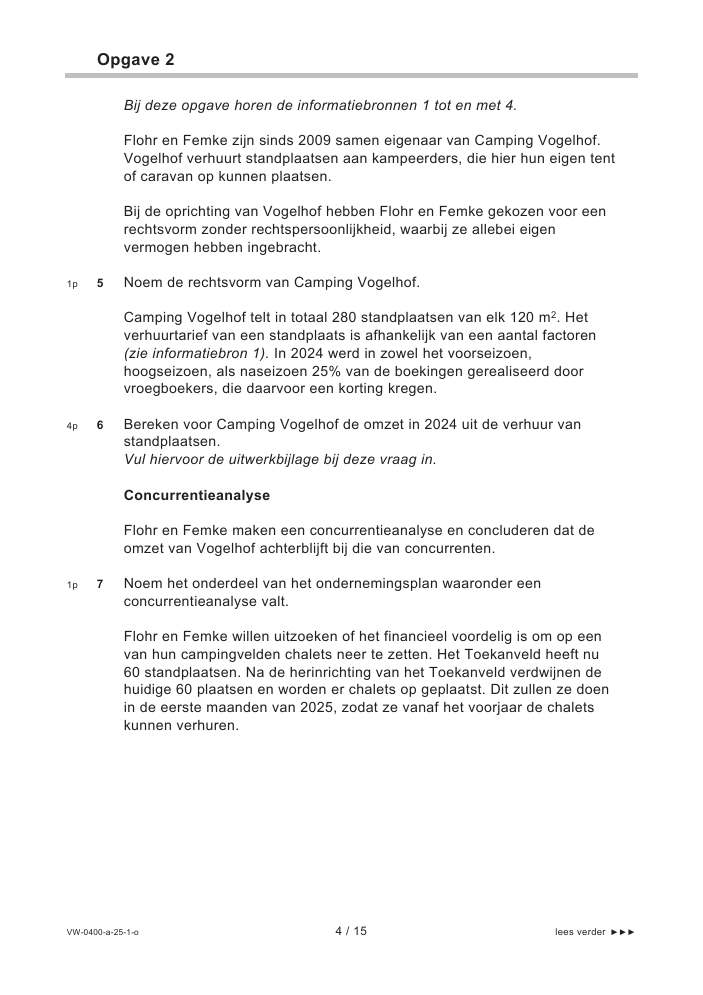 Opgave 2
Bij deze opgave horen de informatiebronnen 1 tot en met 4.
Flohr en Femke zijn sinds 2009 samen eigenaar van Camping Vogelhof.
Vogelhof verhuurt standplaatsen aan kampeerders, die hier hun eigen tent
of caravan op kunnen plaatsen.
Bij de oprichting van Vogelhof hebben Flohr en Femke gekozen voor een
rechtsvorm zonder rechtspersoonlijkheid, waarbij ze allebei eigen
vermogen hebben ingebracht.
1p 5 Noem de rechtsvorm van Camping Vogelhof.
Camping Vogelhof telt in totaal 280 standplaatsen van elk 120 m². Het
verhuurtarief van een standplaats is afhankelijk van een aantal factoren
(zie informatiebron 1). In 2024 werd in zowel het voorseizoen,
hoogseizoen, als naseizoen 25% van de boekingen gerealiseerd door
vroegboekers, die daarvoor een korting kregen.
4p 6 Bereken voor Camping Vogelhof de omzet in 2024 uit de verhuur van
standplaatsen.
Vul hiervoor de uitwerkbijlage bij deze vraag in.
Concurrentieanalyse
Flohr en Femke maken een concurrentieanalyse en concluderen dat de
omzet van Vogelhof achterblijft bij die van concurrenten.
1p 7 Noem het onderdeel van het ondernemingsplan waaronder een
concurrentieanalyse valt.
Flohr en Femke willen uitzoeken of het financieel voordelig is om op een
van hun campingvelden chalets neer te zetten. Het Toekanveld heeft nu
60 standplaatsen. Na de herinrichting van het Toekanveld verdwijnen de
huidige 60 plaatsen en worden er chalets op geplaatst. Dit zullen ze doen
in de eerste maanden van 2025, zodat ze vanaf het voorjaar de chalets
kunnen verhuren.
VW-0400-a-25-1-o 4 / 15 lees verder ►►►